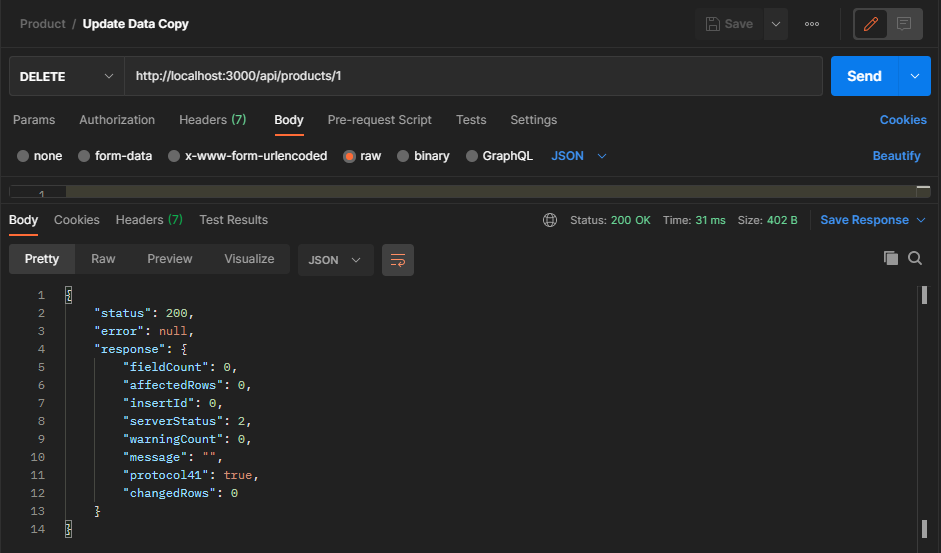 Product / Update Data Copy Save
DELETE http://localhost:3000/api/products/1 Send
Params Authorization Headers (7) Body Pre-request Script Tests Settings Cookies
none form-data x-www-form-urlencoded raw binary GraphQL JSON Beautify
1
Body Cookies Headers (7) Test Results Status: 200 OK Time: 31 ms Size: 402 B Save Response
Pretty Raw Preview Visualize JSON
1 {
2 "status": 200,
3 "error": null,
4 "response": {
5 "fieldCount": 0,
6 "affectedRows": 0,
7 "insertId": 0,
8 "serverStatus": 2,
9 "warningCount": 0,
10 "message": "",
11 "protocol41": true,
12 "changedRows": 0
13 }
14 }